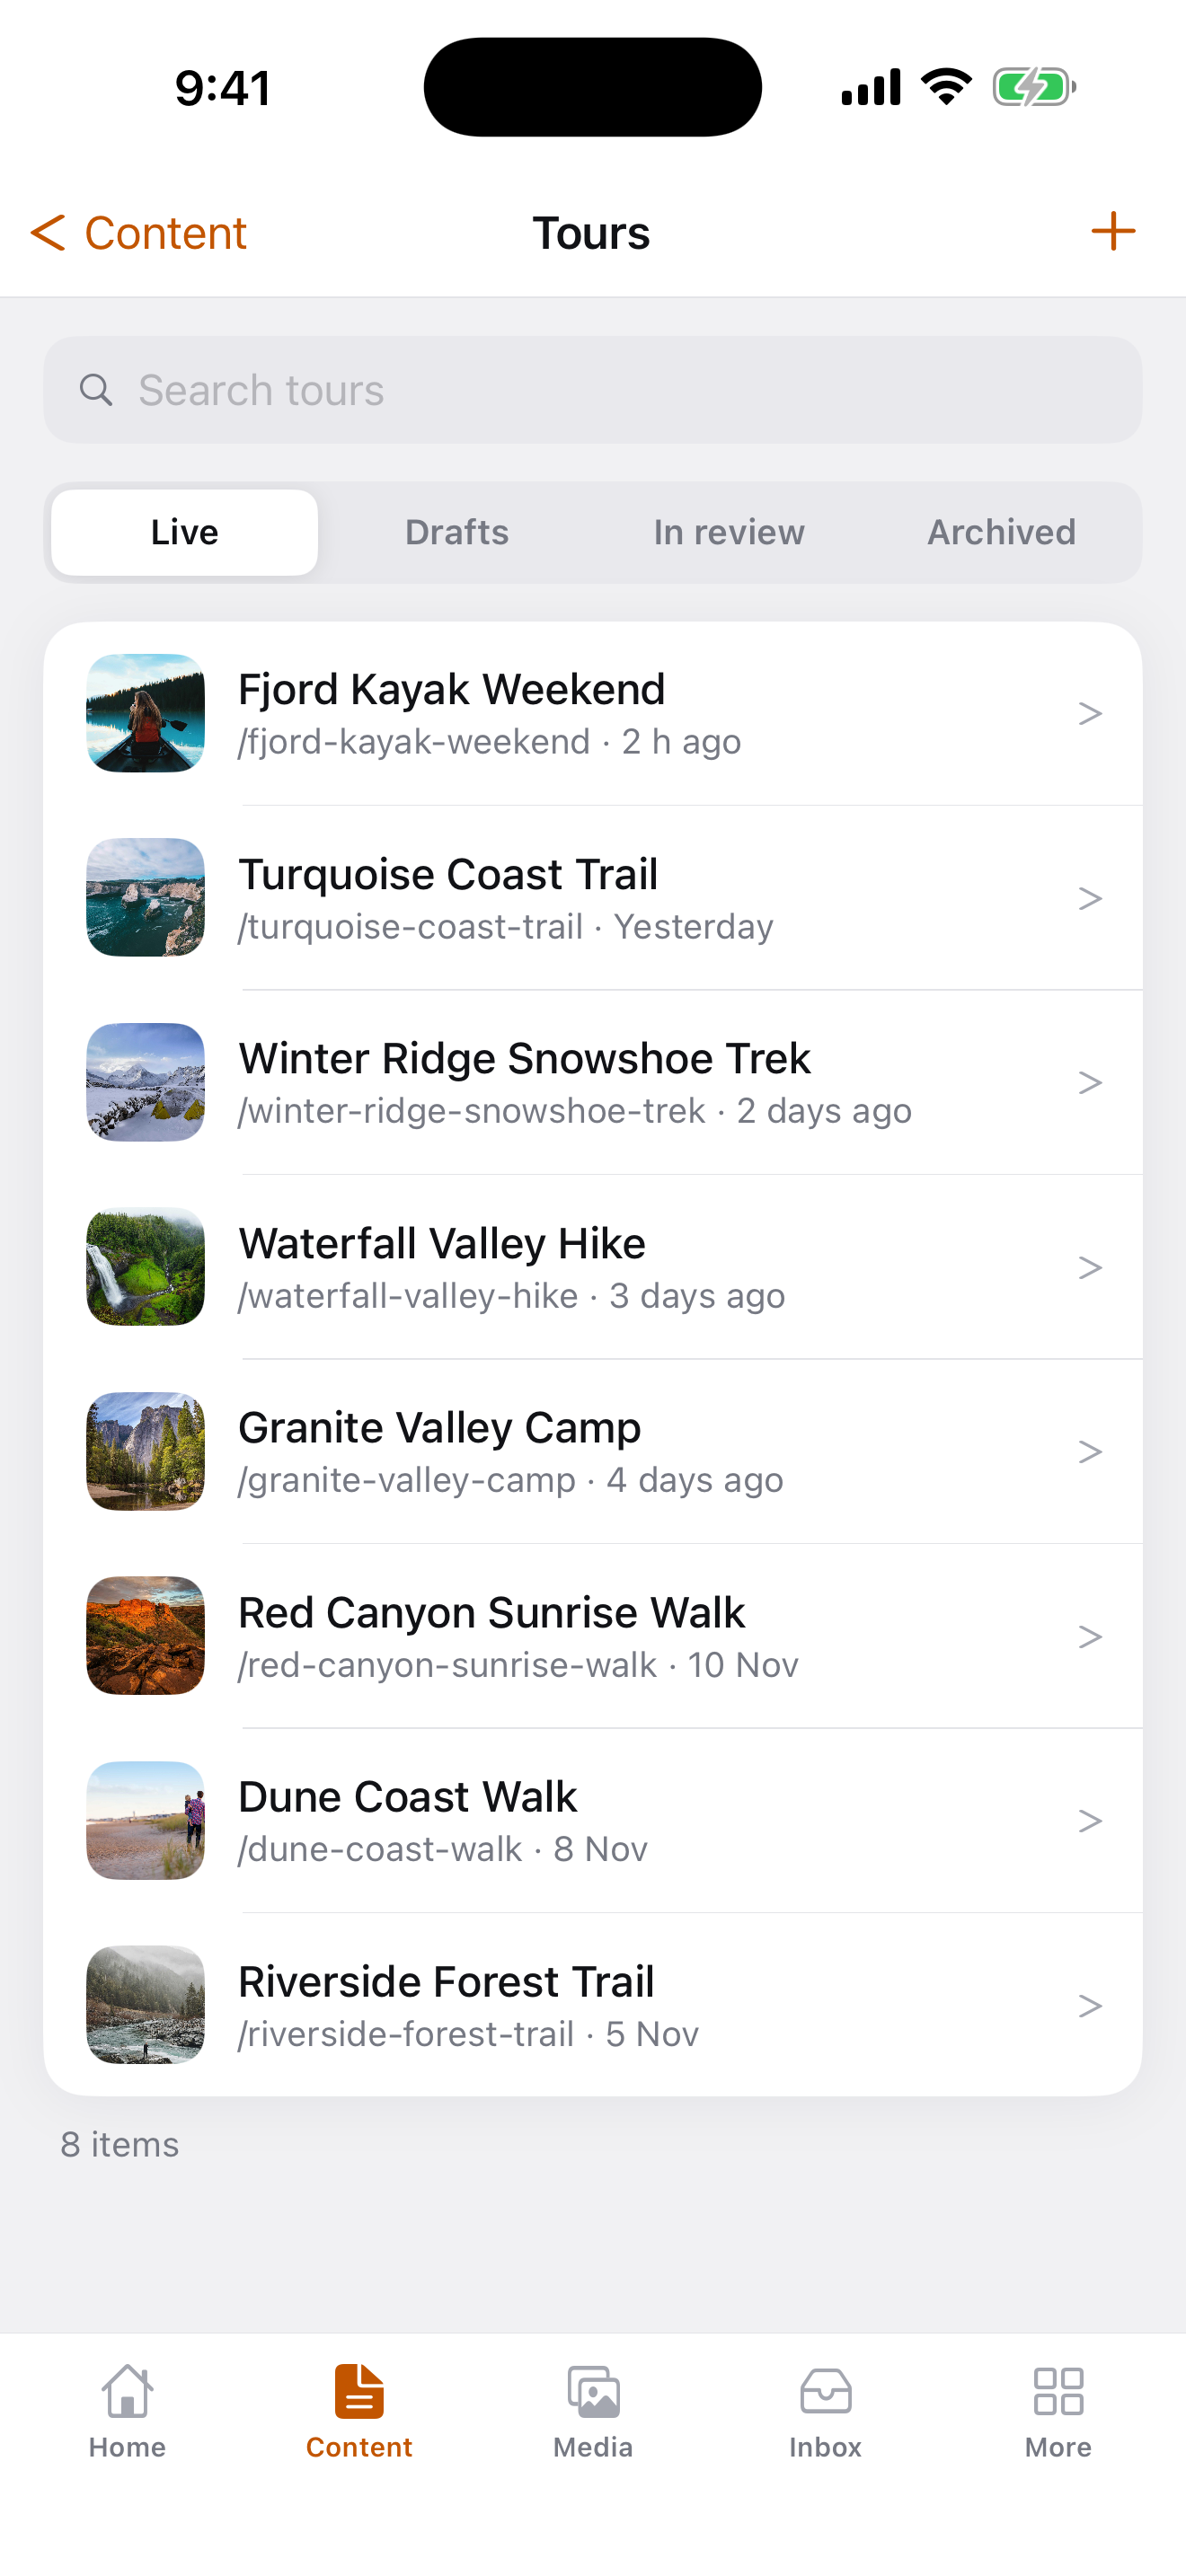 9:41
Content
Tours
Search tours
Live
Drafts
In review
Archived
Fjord Kayak Weekend
/fjord-kayak-weekend · 2 h ago
Turquoise Coast Trail
/turquoise-coast-trail · Yesterday
Winter Ridge Snowshoe Trek
/winter-ridge-snowshoe-trek · 2 days ago
Waterfall Valley Hike
/waterfall-valley-hike · 3 days ago
Granite Valley Camp
/granite-valley-camp · 4 days ago
Red Canyon Sunrise Walk
/red-canyon-sunrise-walk · 10 Nov
Dune Coast Walk
/dune-coast-walk · 8 Nov
Riverside Forest Trail
/riverside-forest-trail · 5 Nov
8 items
Home
Content
Media
Inbox
More